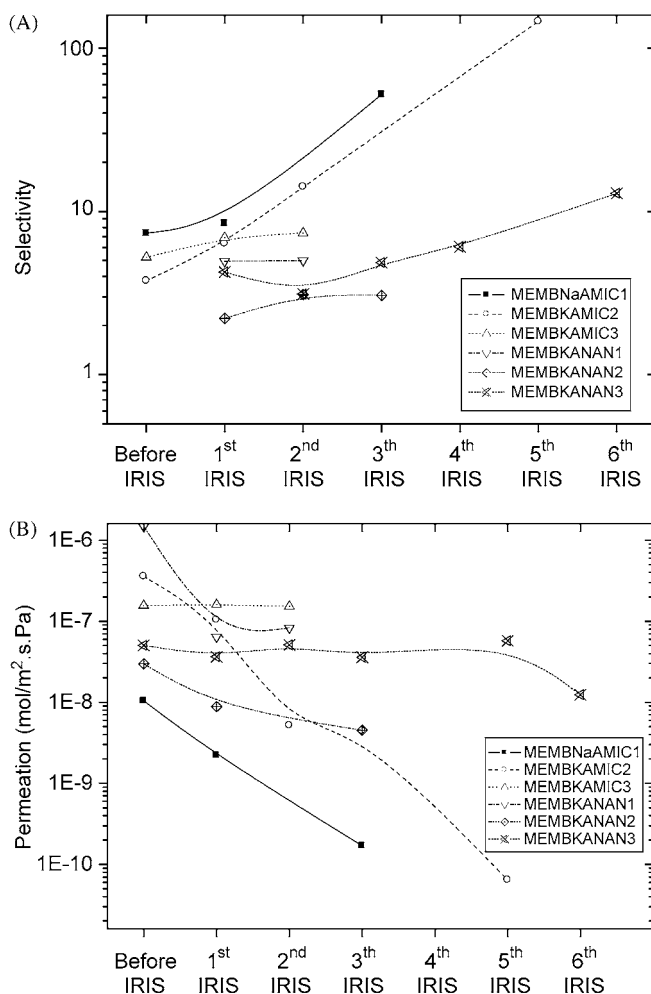 (A)
100
10
1
Selectivity
MEMBNaAMIC1
MEMBKAMIC2
MEMBKAMIC3
MEMBKANAN1
MEMBKANAN2
MEMBKANAN3
Before IRIS
1st IRIS
2nd IRIS
3th IRIS
4th IRIS
5th IRIS
6th IRIS
(B)
1E-6
1E-7
1E-8
1E-9
1E-10
Permeation (mol/m2.s.Pa)
MEMBNaAMIC1
MEMBKAMIC2
MEMBKAMIC3
MEMBKANAN1
MEMBKANAN2
MEMBKANAN3
Before IRIS
1st IRIS
2nd IRIS
3th IRIS
4th IRIS
5th IRIS
6th IRIS